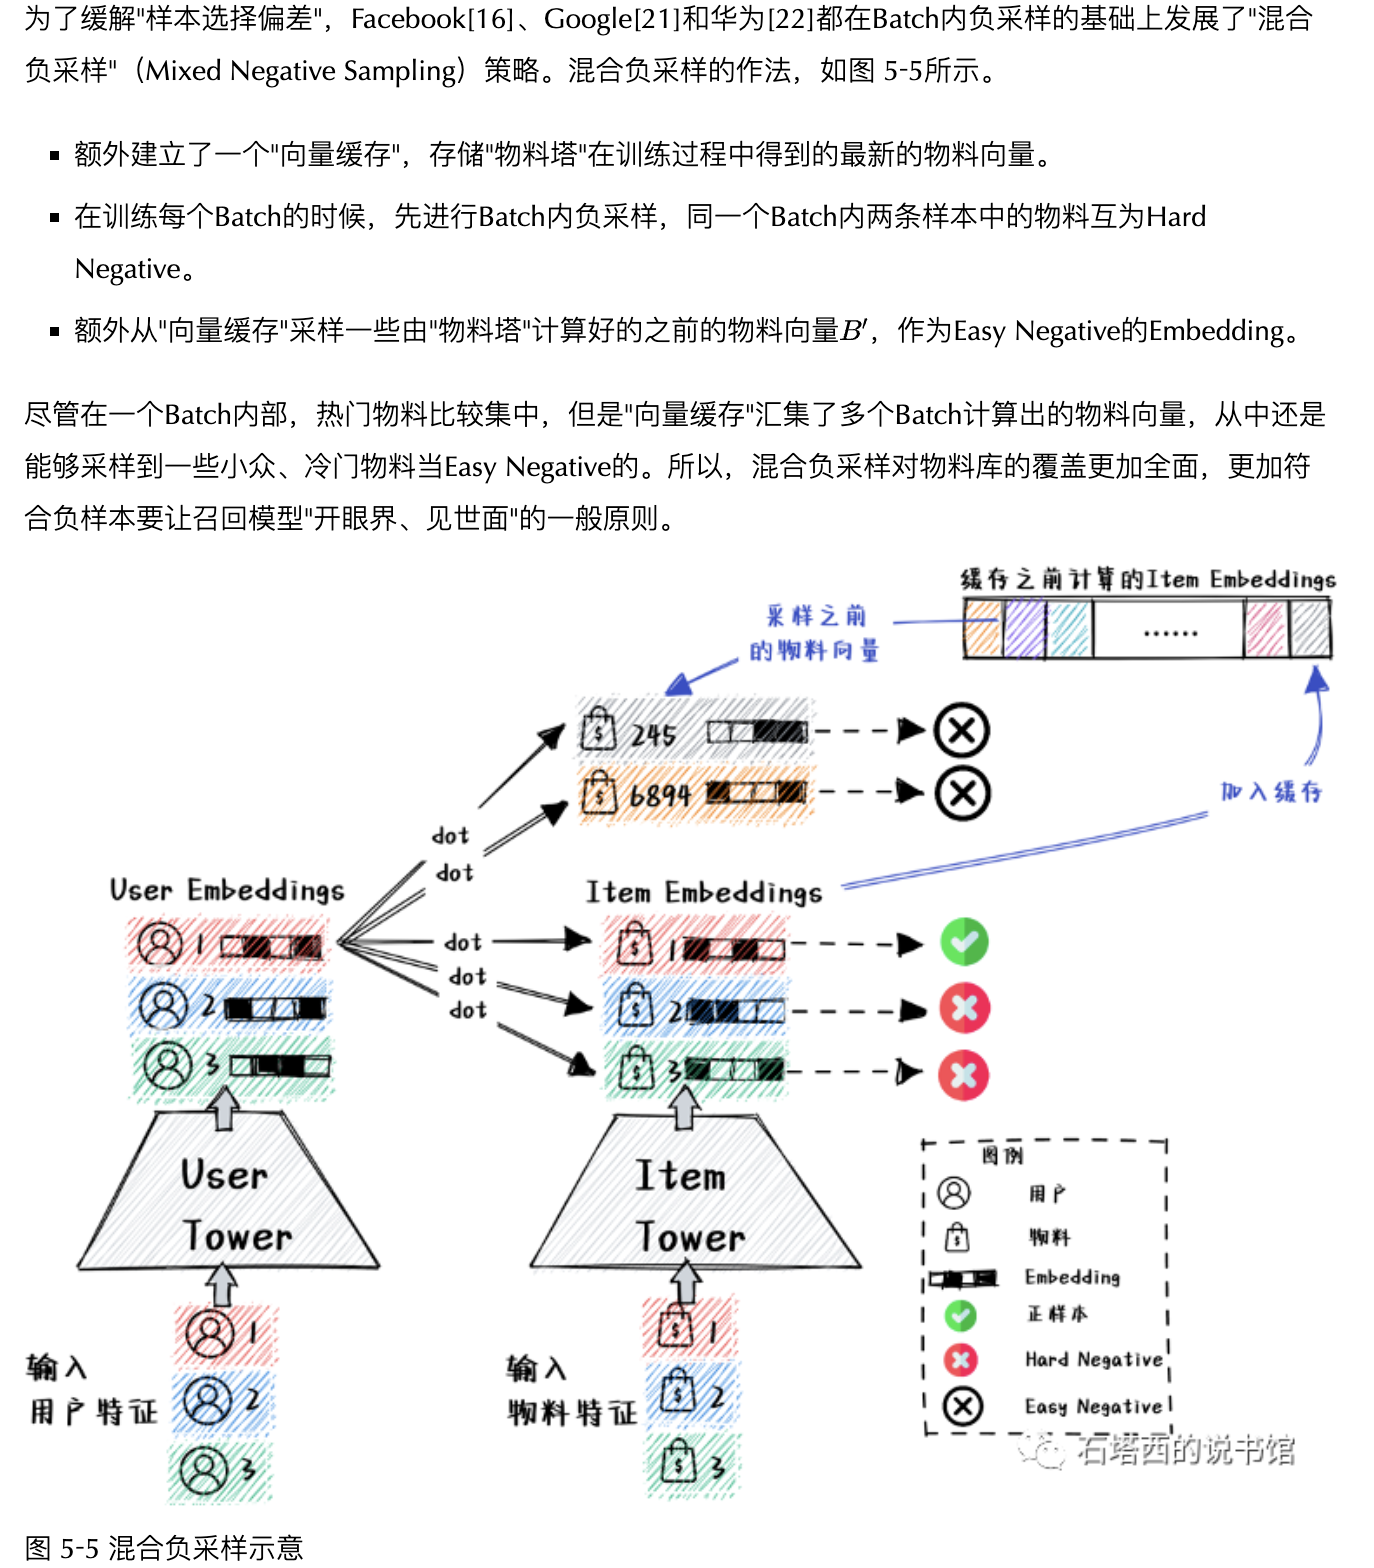 为了缓解"样本选择偏差"，Facebook[16]、Google[21]和华为[22]都在Batch内负采样的基础上发展了"混合
负采样"（Mixed Negative Sampling）策略。混合负采样的作法，如图 5-5所示。
▪ 额外建立了一个"向量缓存"，存储"物料塔"在训练过程中得到的最新的物料向量。
▪ 在训练每个Batch的时候，先进行Batch内负采样，同一个Batch内两条样本中的物料互为Hard
Negative。
▪ 额外从"向量缓存"采样一些由"物料塔"计算好的之前的物料向量B′，作为Easy Negative的Embedding。
尽管在一个Batch内部，热门物料比较集中，但是"向量缓存"汇集了多个Batch计算出的物料向量，从中还是
能够采样到一些小众、冷门物料当Easy Negative的。所以，混合负采样对物料库的覆盖更加全面，更加符
合负样本要让召回模型"开眼界、见世面"的一般原则。
缓存之前计算的Item Embeddings
······
采样之前
的物料向量
$ 245
$ 6894
加入缓存
dot
dot
User Embeddings
Item Embeddings
1
dot
$ 1
2
dot
$ 2
dot
3
$ 3
User
Tower
Item
Tower
图例
用户
$ 物料
Embedding
正样本
Hard Negative
Easy Negative
输入
用户特征
1
2
3
输入
物料特征
$ 1
$ 2
$ 3
石塔西的说书馆
图 5-5 混合负采样示意